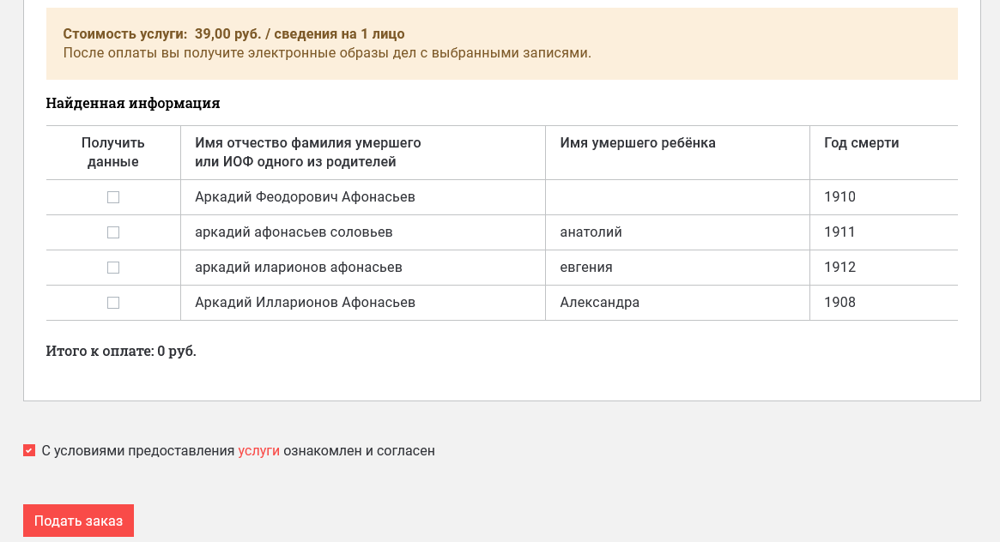 Стоимость услуги: 39,00 руб. / сведения на 1 лицо
После оплаты вы получите электронные образы дел с выбранными записями.
Найденная информация
Получить данные | Имя отчество фамилия умершего или ИОФ одного из родителей | Имя умершего ребёнка | Год смерти
Аркадий Феодорович Афонасьев | | 1910
аркадий афонасьев соловьев | анатолий | 1911
аркадий иларионов афонасьев | евгения | 1912
Аркадий Илларионов Афонасьев | Александра | 1908
Итого к оплате: 0 руб.
С условиями предоставления услуги ознакомлен и согласен
Подать заказ